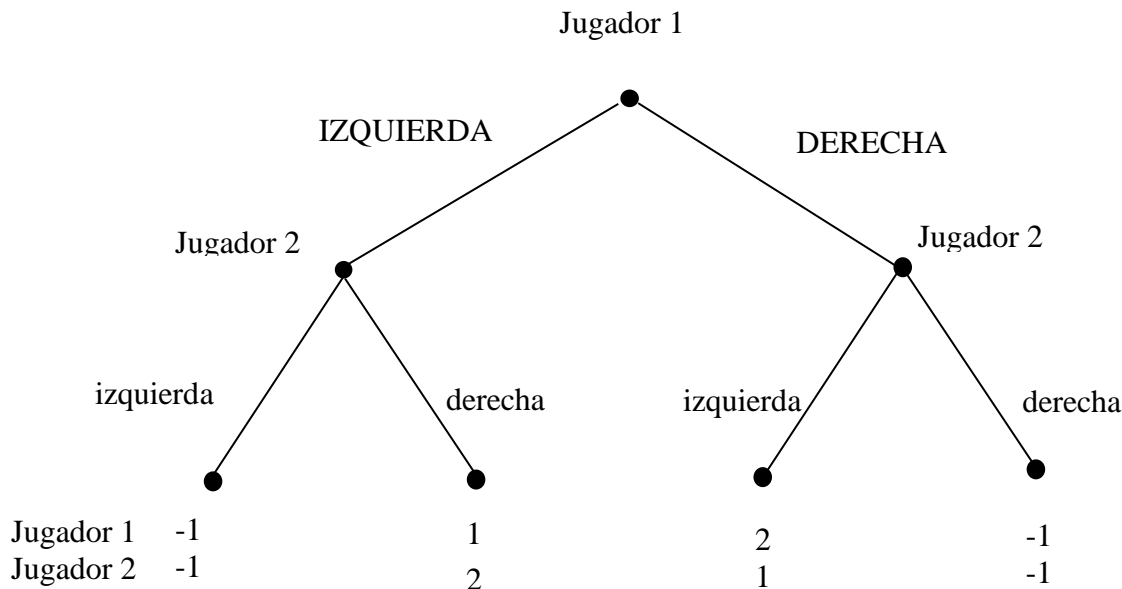 Jugador 1
IZQUIERDA DERECHA
Jugador 2 Jugador 2
izquierda derecha izquierda derecha
Jugador 1 -1 1 2 -1
Jugador 2 -1 2 1 -1